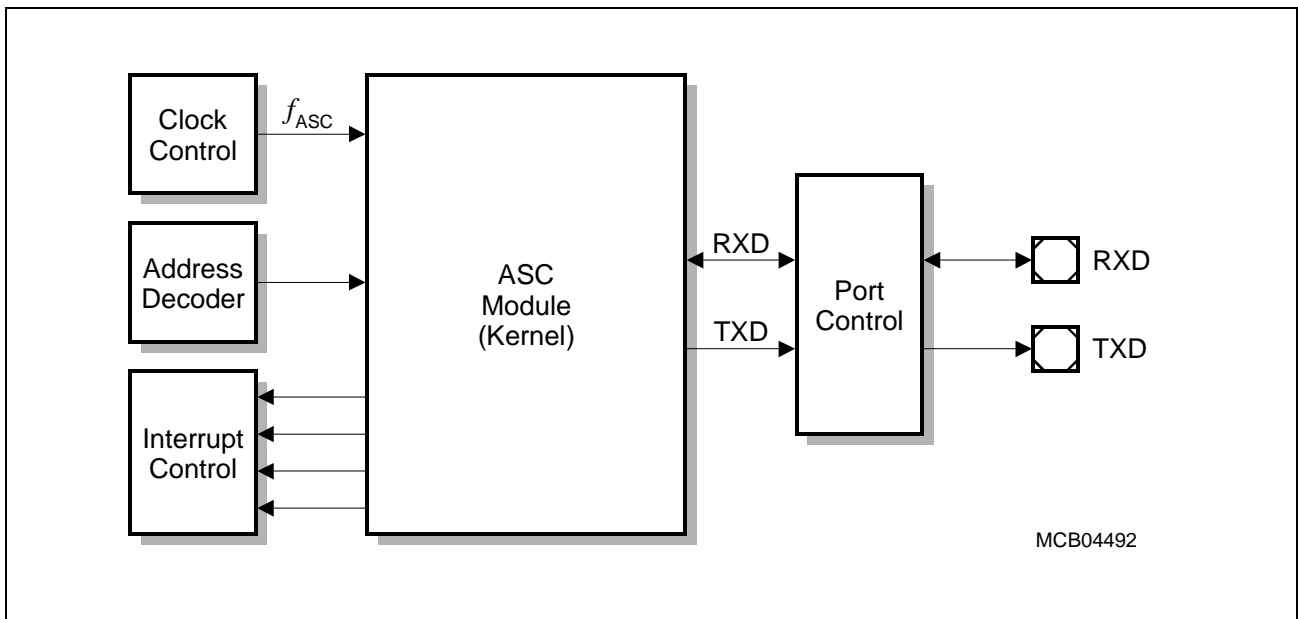 Clock
Control
fASC
Address
Decoder
Interrupt
Control
ASC
Module
(Kernel)
RXD
TXD
Port
Control
RXD
TXD
MCB04492